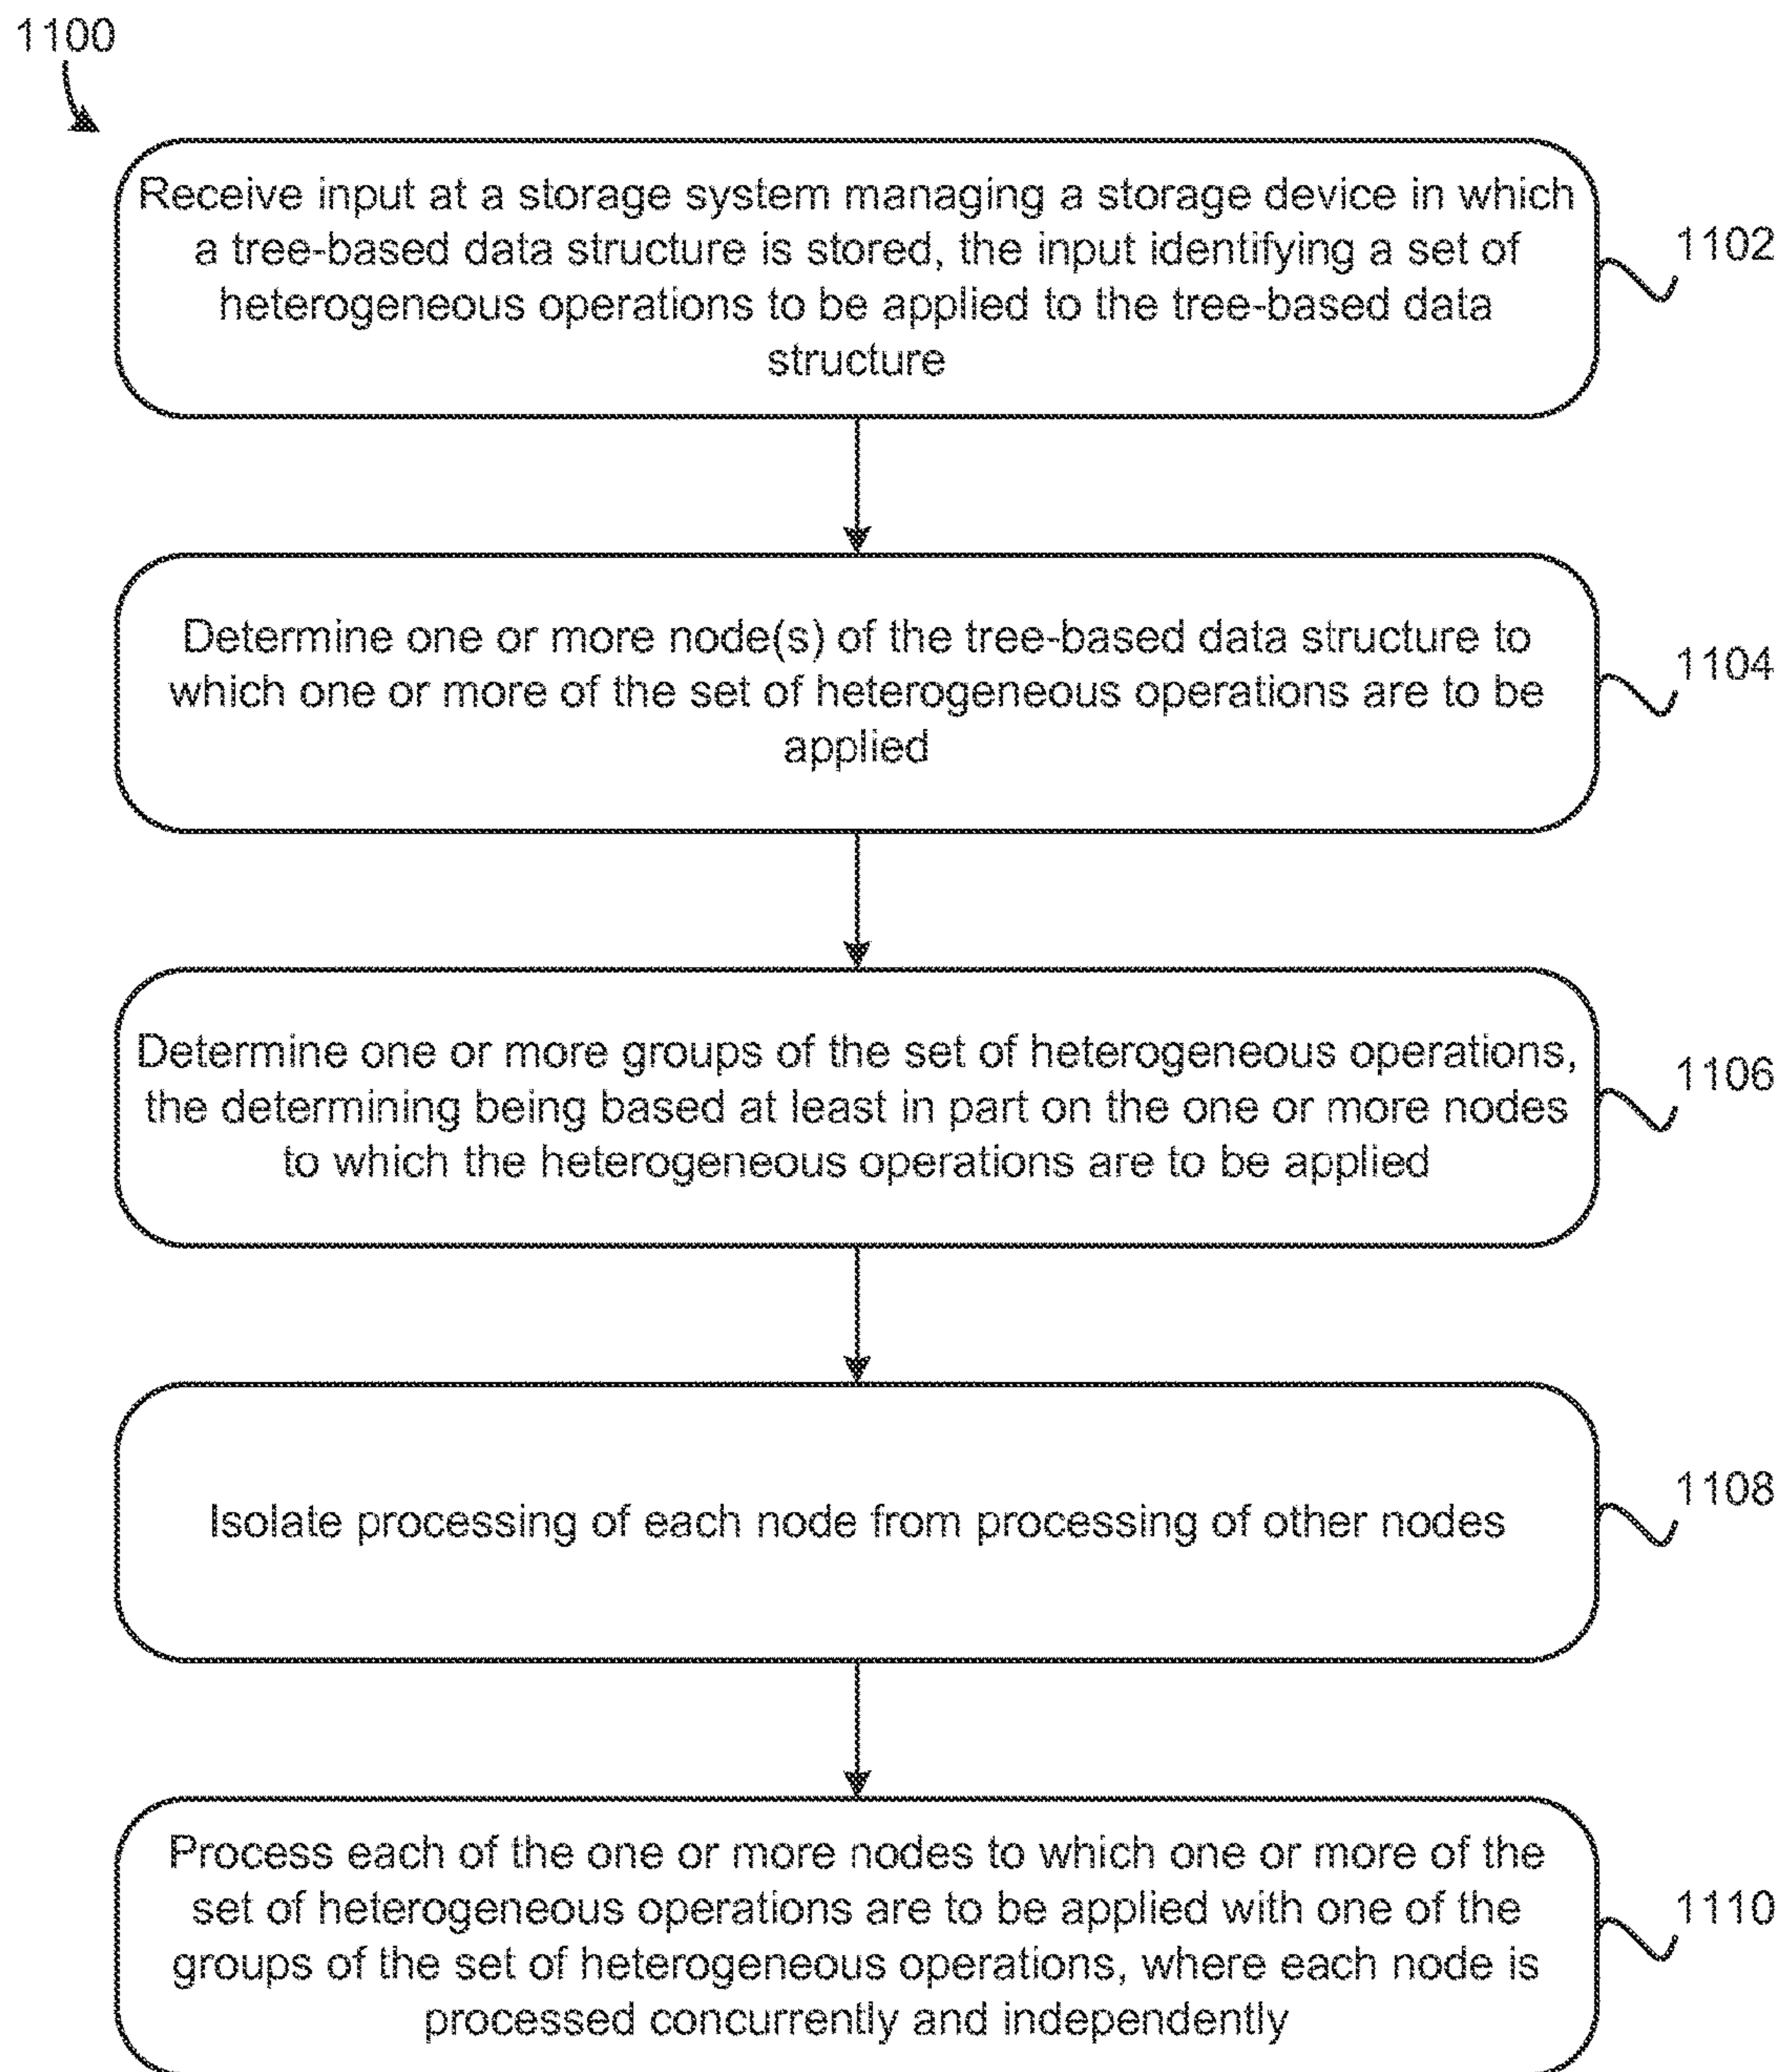 1100
Receive input at a storage system managing a storage device in which
a tree-based data structure is stored, the input identifying a set of
heterogeneous operations to be applied to the tree-based data
structure
1102
Determine one or more node(s) of the tree-based data structure to
which one or more of the set of heterogeneous operations are to be
applied
1104
Determine one or more groups of the set of heterogeneous operations,
the determining being based at least in part on the one or more nodes
to which the heterogeneous operations are to be applied
1106
Isolate processing of each node from processing of other nodes
1108
Process each of the one or more nodes to which one or more of the
set of heterogeneous operations are to be applied with one of the
groups of the set of heterogeneous operations, where each node is
processed concurrently and independently
1110